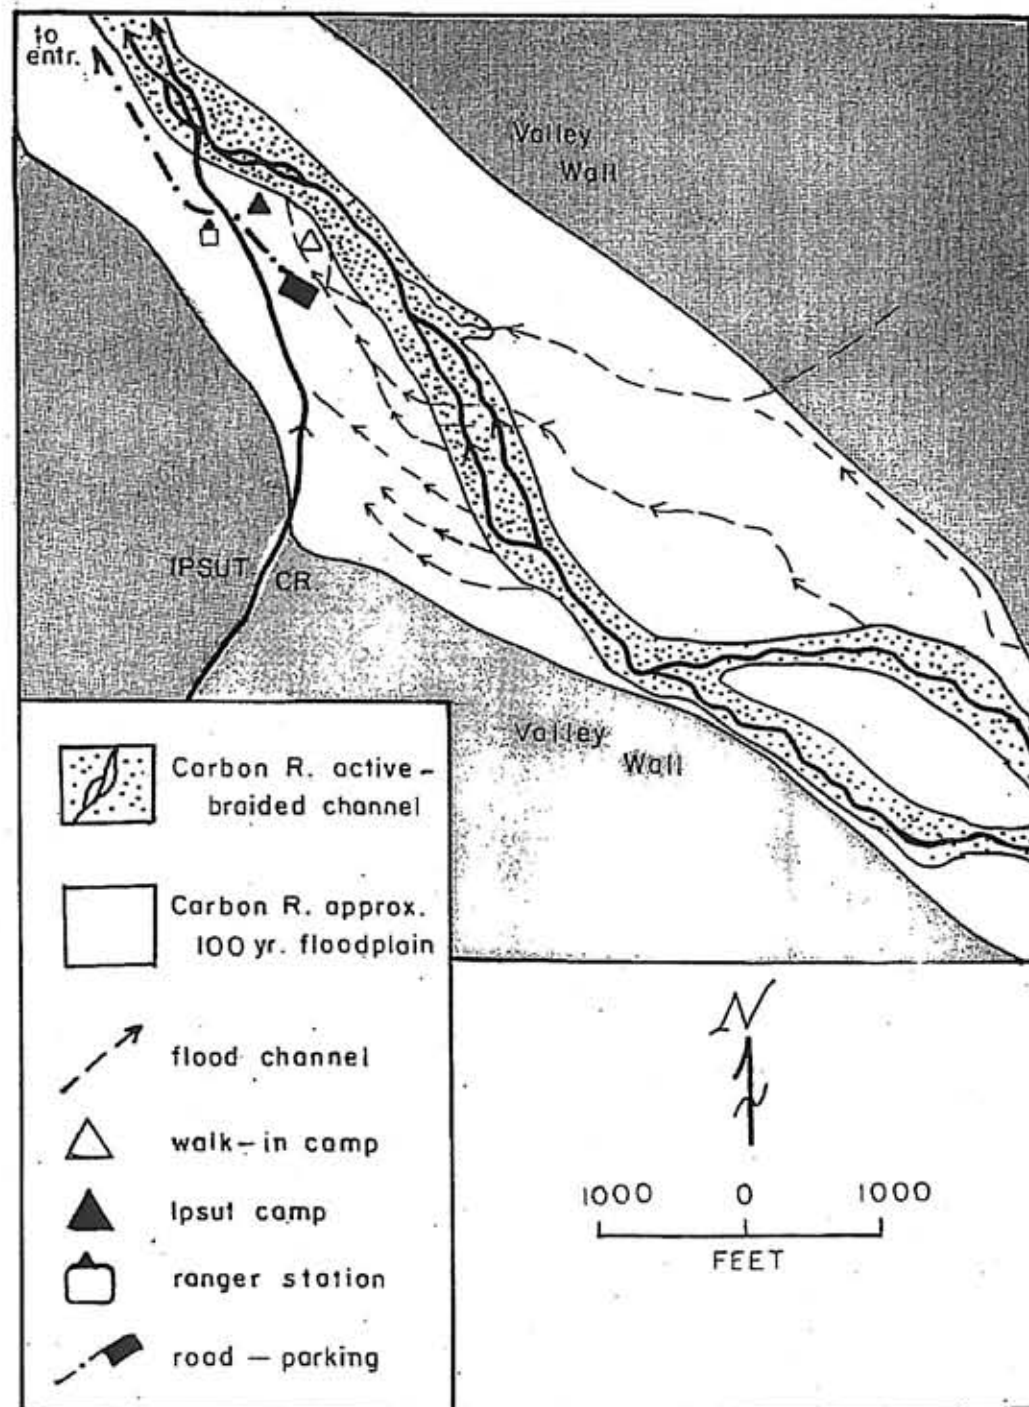 to
entr.
Valley
Wall
IPSUT CR.
Valley
Wall
Carbon R. active-
braided channel
Carbon R. approx.
100 yr. floodplain
flood channel
walk-in camp
Ipsut camp
ranger station
road - parking
N
1000 0 1000
FEET